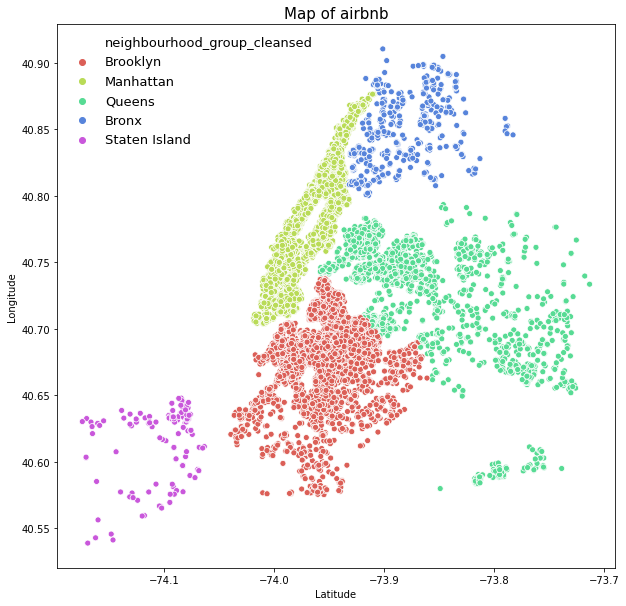 Map of airbnb
neighbourhood_group_cleansed
Brooklyn
Manhattan
Queens
Bronx
Staten Island
40.90
40.85
40.80
40.75
40.70
40.65
40.60
40.55
Longitude
−74.1 −74.0 −73.9 −73.8 −73.7
Latitude